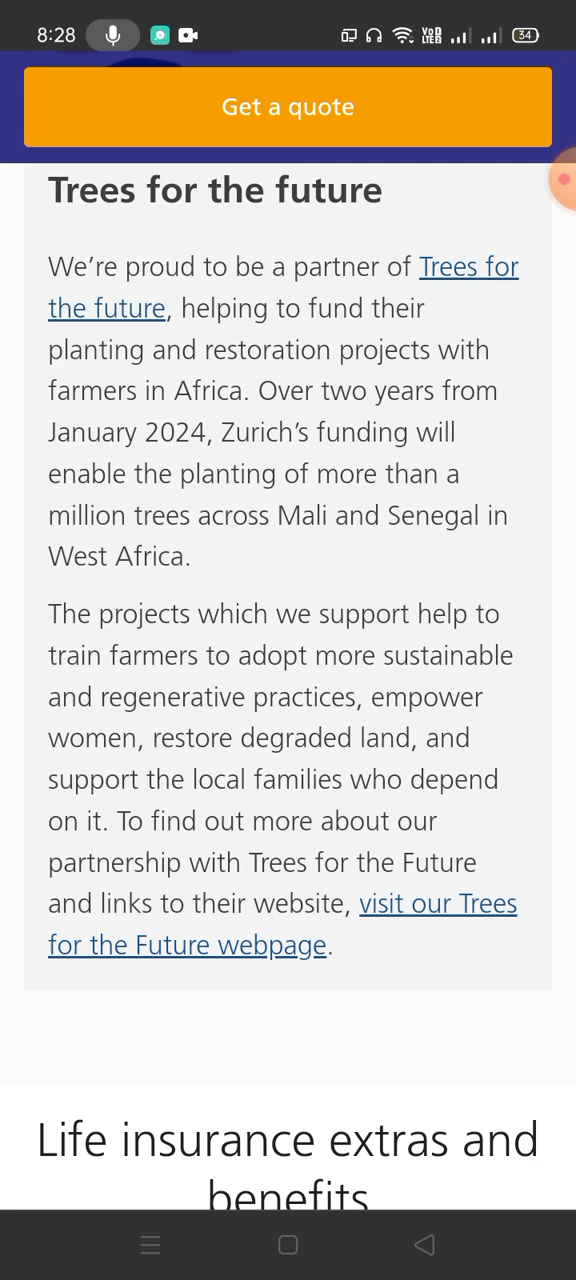 8:28
VoD
LTE2
34
Get a quote
Trees for the future
We’re proud to be a partner of Trees for
the future, helping to fund their
planting and restoration projects with
farmers in Africa. Over two years from
January 2024, Zurich’s funding will
enable the planting of more than a
million trees across Mali and Senegal in
West Africa.
The projects which we support help to
train farmers to adopt more sustainable
and regenerative practices, empower
women, restore degraded land, and
support the local families who depend
on it. To find out more about our
partnership with Trees for the Future
and links to their website, visit our Trees
for the Future webpage.
Life insurance extras and
benefits